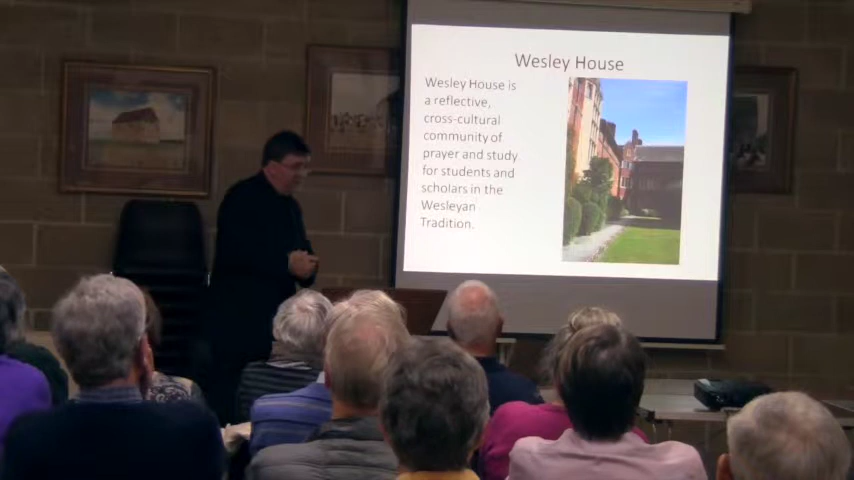 Wesley House
Wesley House is
a reflective,
cross-cultural
community of
prayer and study
for students and
scholars in the
Wesleyan
Tradition.